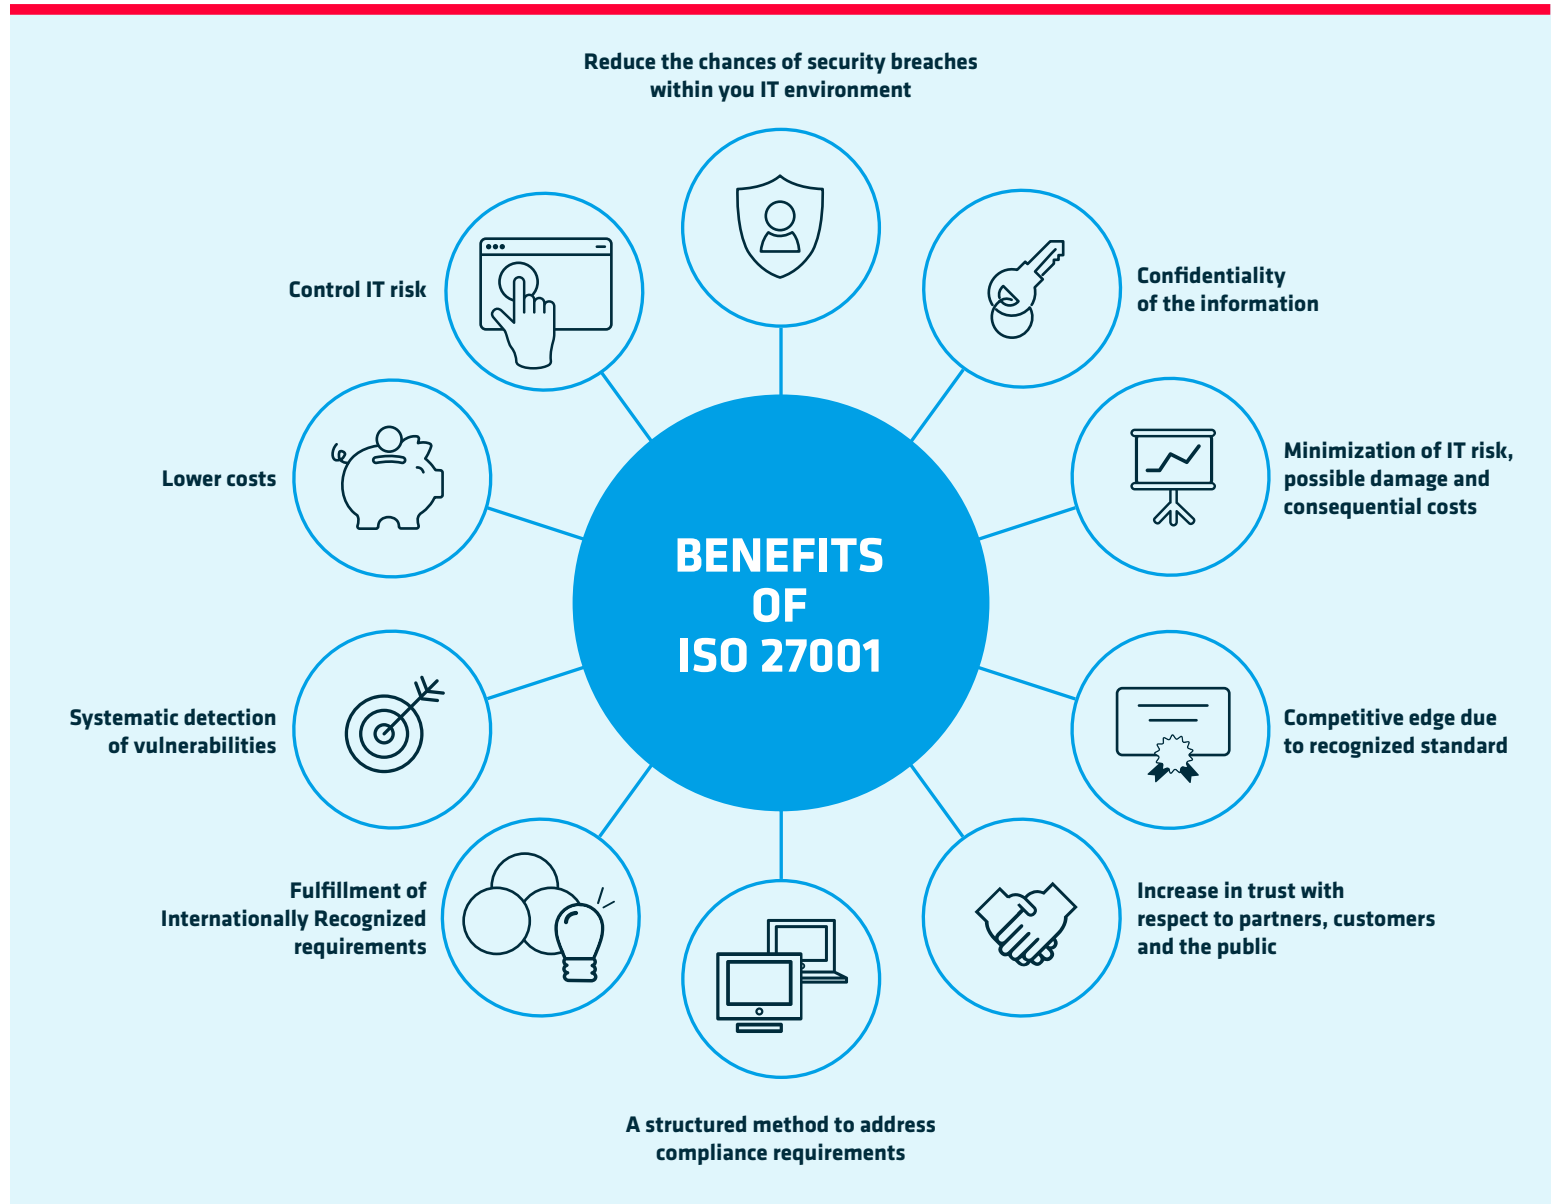 Reduce the chances of security breaches
within you IT environment
Control IT risk
Confidentiality
of the information
Lower costs
Minimization of IT risk,
possible damage and
consequential costs
BENEFITS
OF
ISO 27001
Systematic detection
of vulnerabilities
Competitive edge due
to recognized standard
Fulfillment of
Internationally Recognized
requirements
Increase in trust with
respect to partners, customers
and the public
A structured method to address
compliance requirements